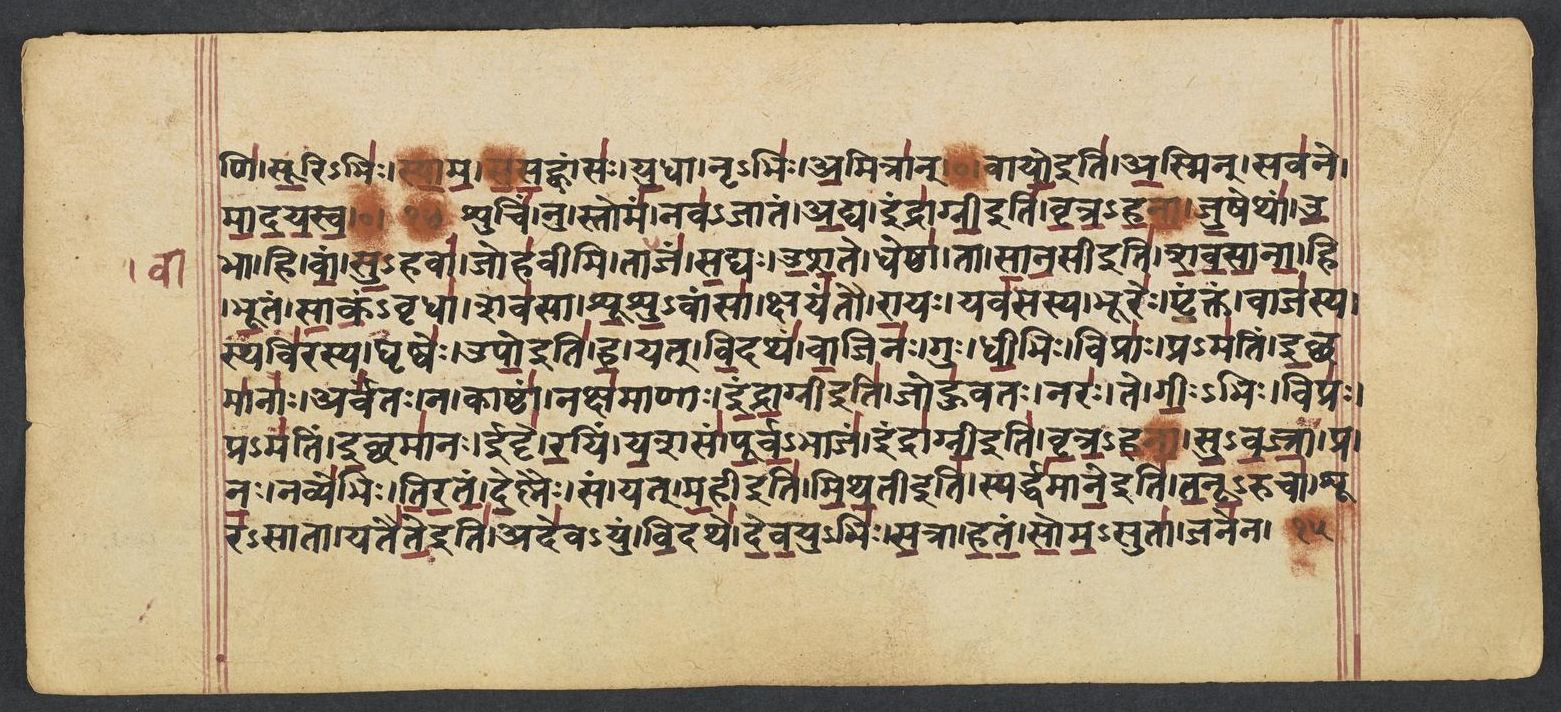 णि।सूरिऽभिः।स्याम।ससह्वांसः।युधा।नृऽभिः।अमित्रान्।०।वायोइति।अस्मिन्।सवने।
मादयस्व।०। १४ शुचिं।नु।स्तोमं।नवऽजातं।अद्य।इंद्राग्नीइति।वृत्रऽहना।जुषेथां।उ
भा।हि।वां।सुऽहवा।जोहवीमि।ता।जं।सद्यः।उशते।धेष्ठा।ता।सानसीइति।शवसाना।हि
।वा
।भूतं।साकंऽवृधा।शवसा।शूशुऽवांसा।क्षयंतौ।रायः।यवसस्य।भूरेः।पृंक्तं।वाजस्य।
स्यविरस्य।घृष्वेः।उपोइति।ह।यत्।विदथं।वाजिनः।गुः।धीभिः।विप्राः।प्रऽमतिं।इच्छ
मानाः।अर्वंतः।न।काष्ठां।नक्षमाणाः।इंद्राग्नीइति।जोहुवतः।नरः।ते।गीःऽभिः।विप्रः।
प्रऽमतिं।इच्छमानः।ईट्टे।रयिं।यशसं।पूर्वऽभाजं।इंद्राग्नीइति।वृत्रऽहना।सुऽवज्रा।प्र।
नः।नव्येभिः।तिरतं।देष्णैः।सं।यत्।महीइति।मिथतीइति।स्पर्द्धमानेइति।तनूऽरुचा।शू
रऽसाता।यतैतेइति।अदेवऽयुं।विदथे।देवयुऽभिः।सत्रा।हतं।सोमऽसुता।जनेन। १५